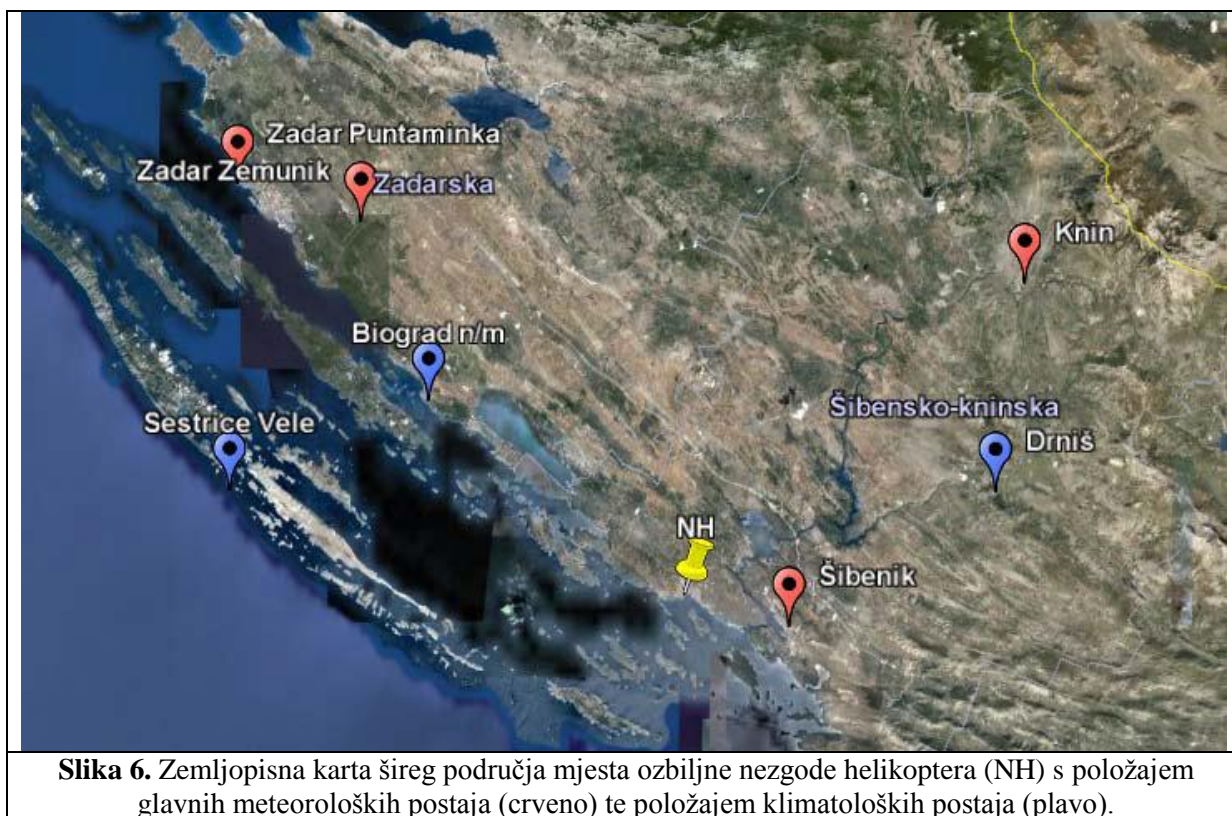 Zadar Puntaminka
Zadar Zemunik
Zadarska
Knin
Biograd n/m
Šibensko-kninska
Sestrice Vele
Drniš
NH
Šibenik
Slika 6. Zemljopisna karta šireg područja mjesta ozbiljne nezgode helikoptera (NH) s položajem
glavnih meteoroloških postaja (crveno) te položajem klimatoloških postaja (plavo).